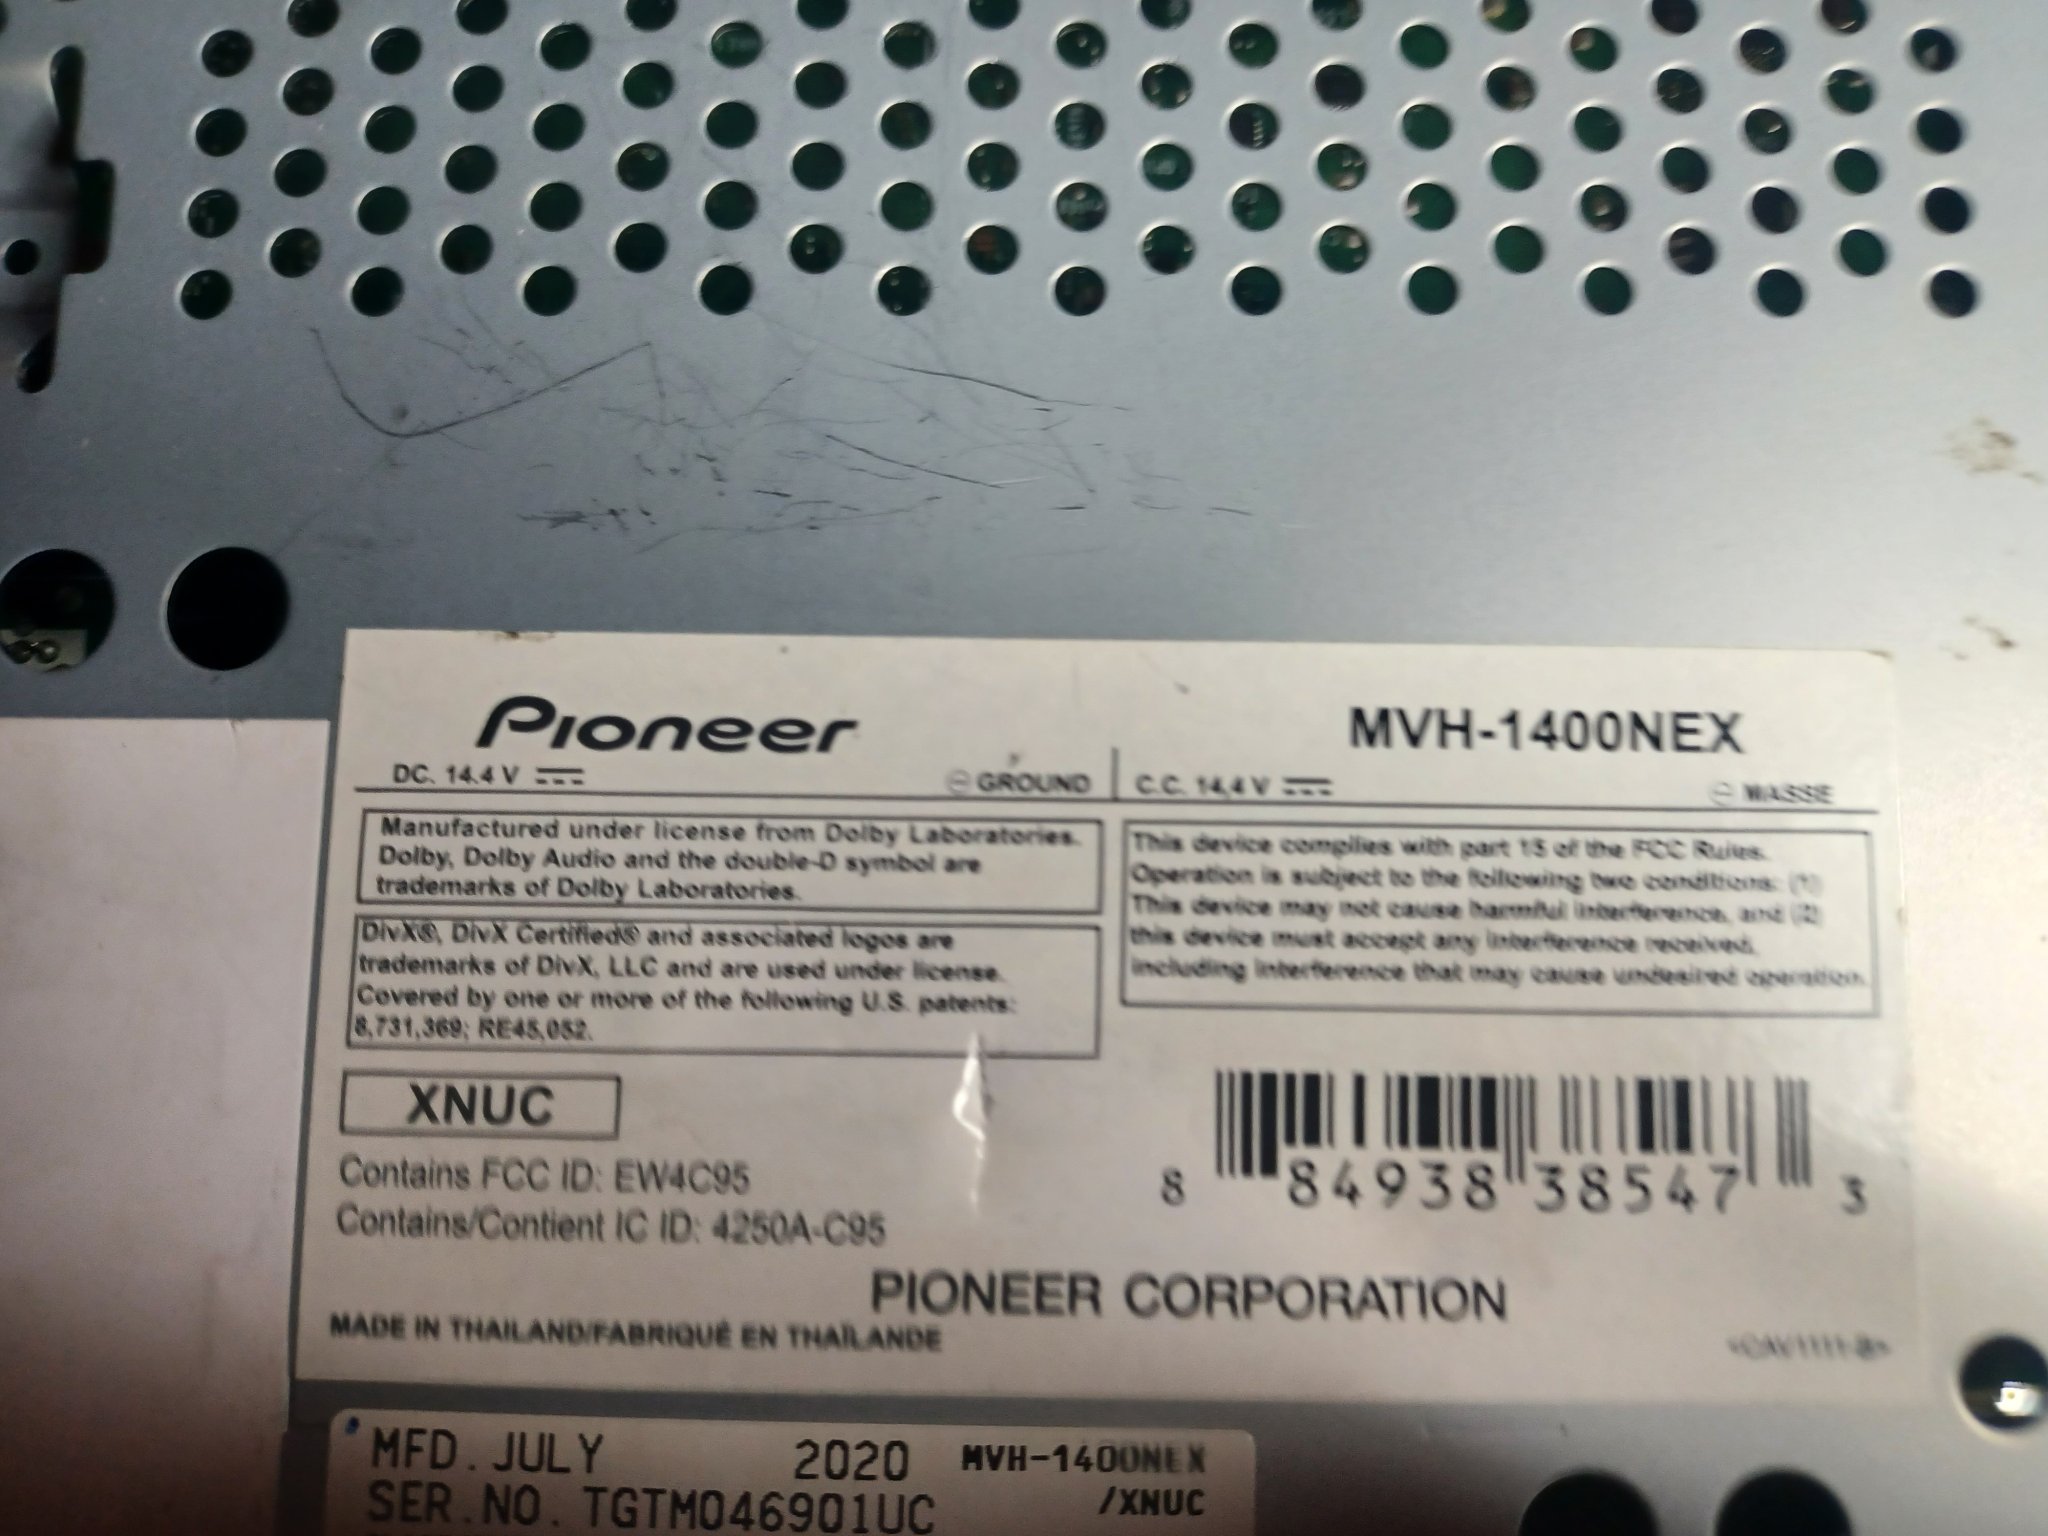 Pioneer
MVH-1400NEX
DC. 14.4 V
GROUND
C.C. 14.4 V
MASSE
Manufactured under license from Dolby Laboratories.
Dolby, Dolby Audio and the double-D symbol are
trademarks of Dolby Laboratories.
This device complies with part 15 of the FCC Rules.
Operation is subject to the following two conditions: (1)
This device may not cause harmful interference, and (2)
this device must accept any interference received,
including interference that may cause undesired operation.
DivX®, DivX Certified® and associated logos are
trademarks of DivX, LLC and are used under license.
Covered by one or more of the following U.S. patents:
8,731,369; RE45,052.
XNUC
Contains FCC ID: EW4C95
Contains/Contient IC ID: 4250A-C95
8 84938 38547 3
PIONEER CORPORATION
MADE IN THAILAND/FABRIQUÉ EN THAÏLANDE
MFD. JULY 2020 MVH-1400NEX
SER.NO. TGTM046901UC /XNUC